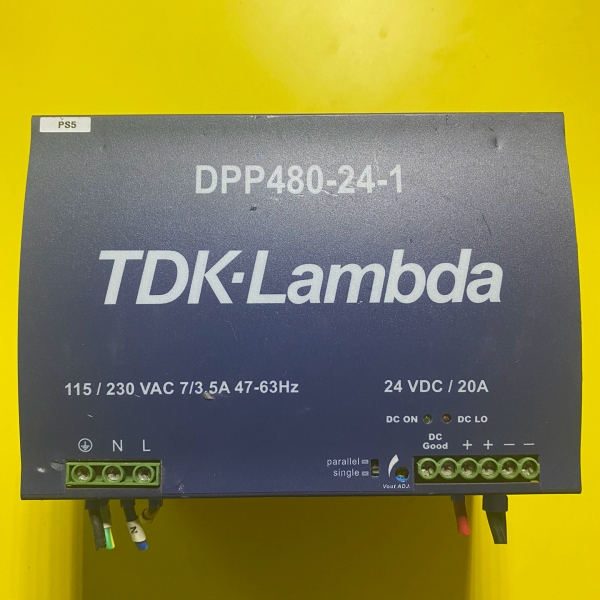 PS5
DPP480-24-1
TDK·Lambda
115 / 230 VAC 7/3.5A 47-63Hz
24 VDC / 20A
DC ON
DC LO
N L
DC
Good
+ + – –
parallel
single
Vout ADJ.
N